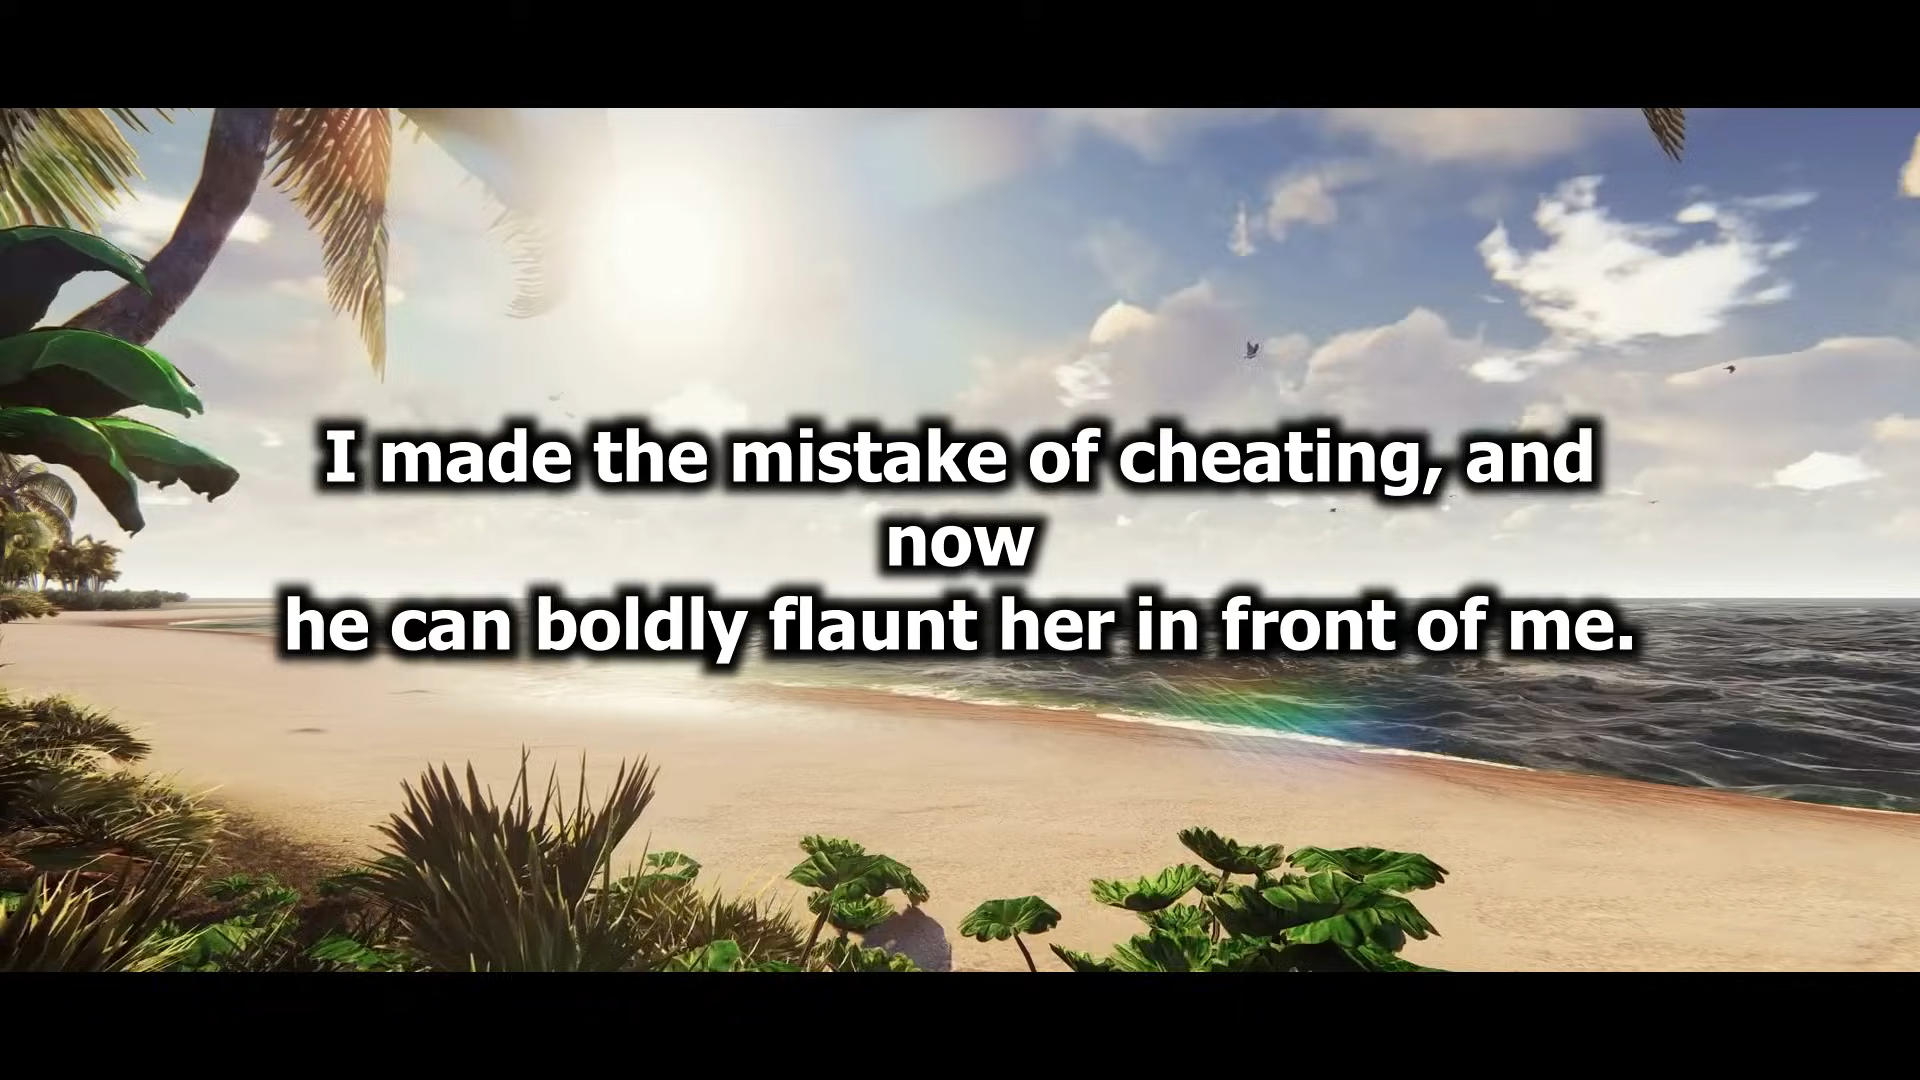 I made the mistake of cheating, and
now
he can boldly flaunt her in front of me.